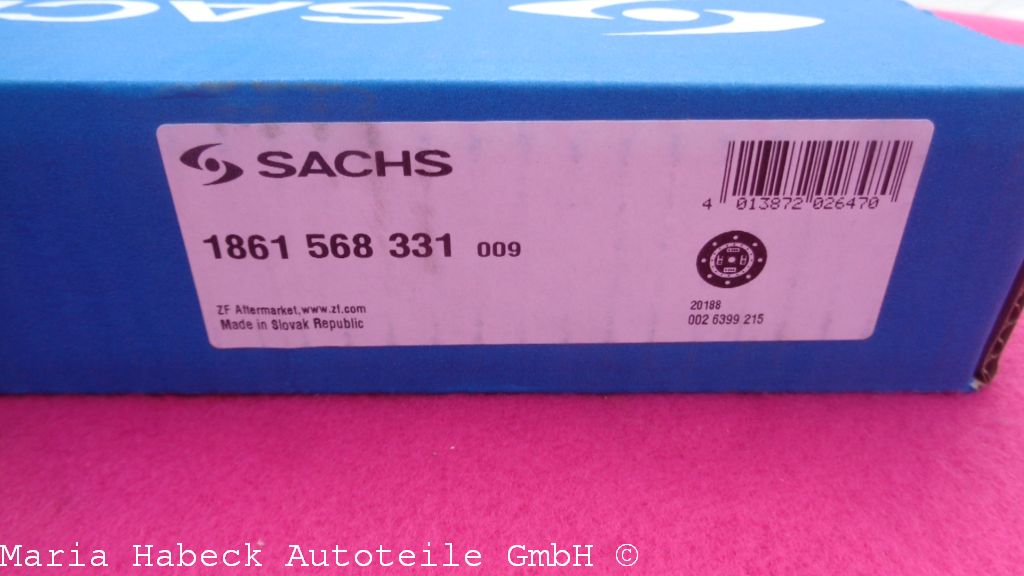 SACHS
SACHS
4 013872 026470
1861 568 331 009
20188
002 6399 215
ZF Aftermarket, www.zf.com
Made in Slovak Republic
Maria Habeck Autoteile GmbH ©